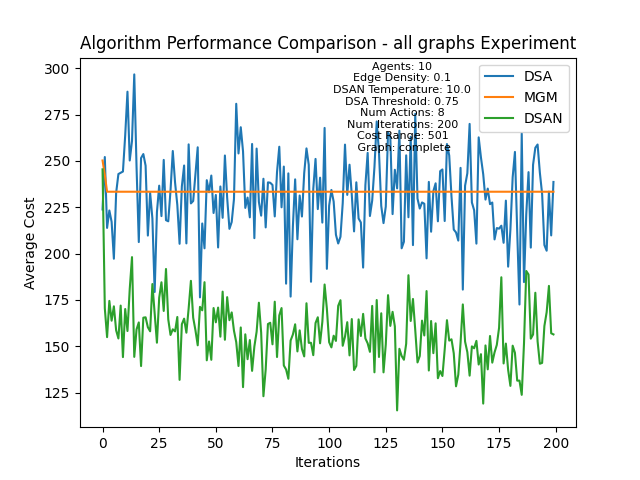 Algorithm Performance Comparison - all graphs Experiment
Agents: 10
Edge Density: 0.1
DSAN Temperature: 10.0
DSA Threshold: 0.75
Num Actions: 8
Num Iterations: 200
Cost Range: 501
Graph: complete
DSA
MGM
DSAN
Average Cost
300
275
250
225
200
175
150
125
0
25
50
75
100
125
150
175
200
Iterations